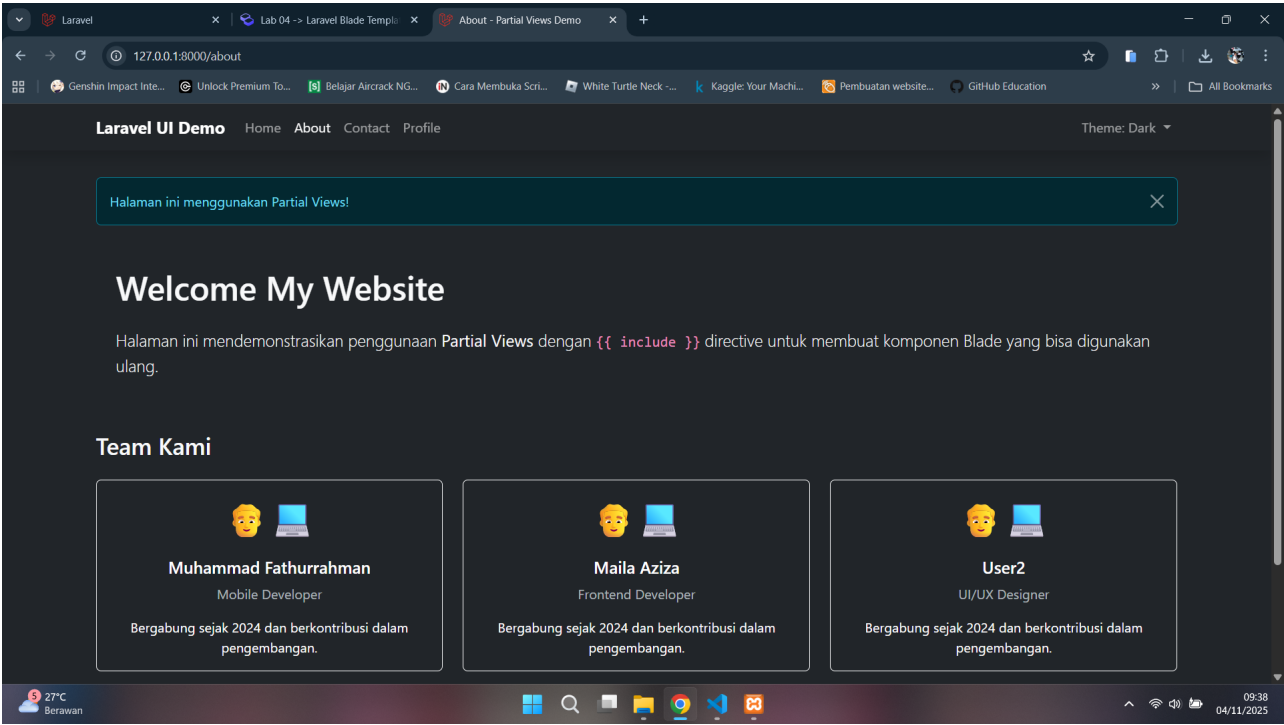 Laravel
Lab 04 -> Laravel Blade Templa
About - Partial Views Demo
127.0.0.1:8000/about
Genshin Impact Inte... Unlock Premium To... Belajar Aircrack NG... Cara Membuka Scri... White Turtle Neck -... Kaggle: Your Machi... Pembuatan website... GitHub Education » All Bookmarks
Laravel UI Demo Home About Contact Profile Theme: Dark
Halaman ini menggunakan Partial Views!
Welcome My Website
Halaman ini mendemonstrasikan penggunaan Partial Views dengan {{ include }} directive untuk membuat komponen Blade yang bisa digunakan
ulang.
Team Kami
Muhammad Fathurrahman
Mobile Developer
Bergabung sejak 2024 dan berkontribusi dalam
pengembangan.
Maila Aziza
Frontend Developer
Bergabung sejak 2024 dan berkontribusi dalam
pengembangan.
User2
UI/UX Designer
Bergabung sejak 2024 dan berkontribusi dalam
pengembangan.
5
27°C
Berawan
09:38
04/11/2025